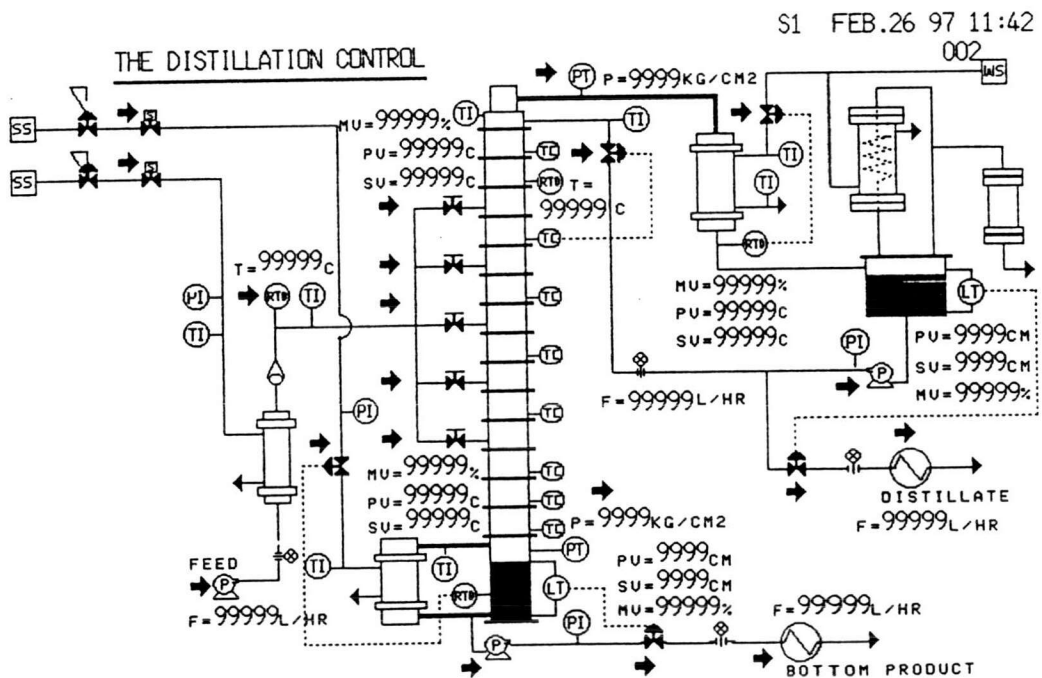 S1 FEB.26 97 11:42
002
THE DISTILLATION CONTROL
WS
SS
SS
S
S
PT
P=9999KG/CM2
MV=99999%
PV=99999C
SV=99999C
TI
TI
TC
RTD
T=
99999C
TC
TC
TC
TC
TC
TC
TC
TI
TI
RTD
MV=99999%
PV=99999C
SV=99999C
LT
PV=9999CM
SV=9999CM
MV=99999%
PI
P
F=99999L/HR
DISTILLATE
F=99999L/HR
T=99999C
RTD
TI
PI
TI
PI
MV=99999%
PV=99999C
SV=99999C
P=9999KG/CM2
PT
PV=9999CM
SV=9999CM
MV=99999%
LT
FEED
P
F=99999L/HR
TI
TI
RTD
P
PI
F=99999L/HR
BOTTOM PRODUCT